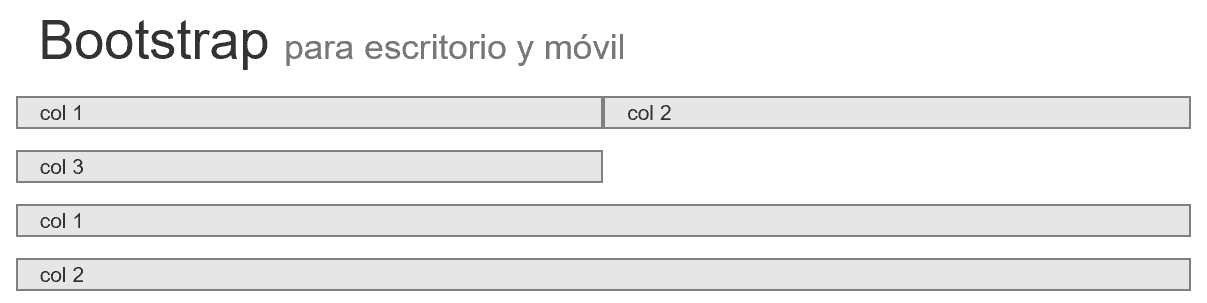 Bootstrap para escritorio y móvil
col 1 col 2
col 3
col 1
col 2